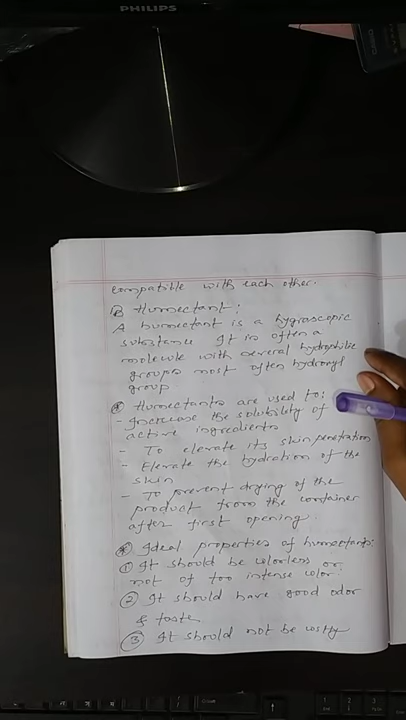 PHILIPS
compatible with each other.
B Humectant:
A humectant is a hygrascopic
substance It is often a
molecule with several hydrophilic
groups most often hydroxyl
group.
* Humectants are used to:
- Increase the solubility of
active ingredients
- To elevate its skin penetration
- Elevate the hydration of the
skin
- To prevent drying of the
product from the container
after first opening.
* Ideal properties of humectants:
① It should be colorless or
not of too intense color.
② It should have good odor
& taste.
③ It should not be costly